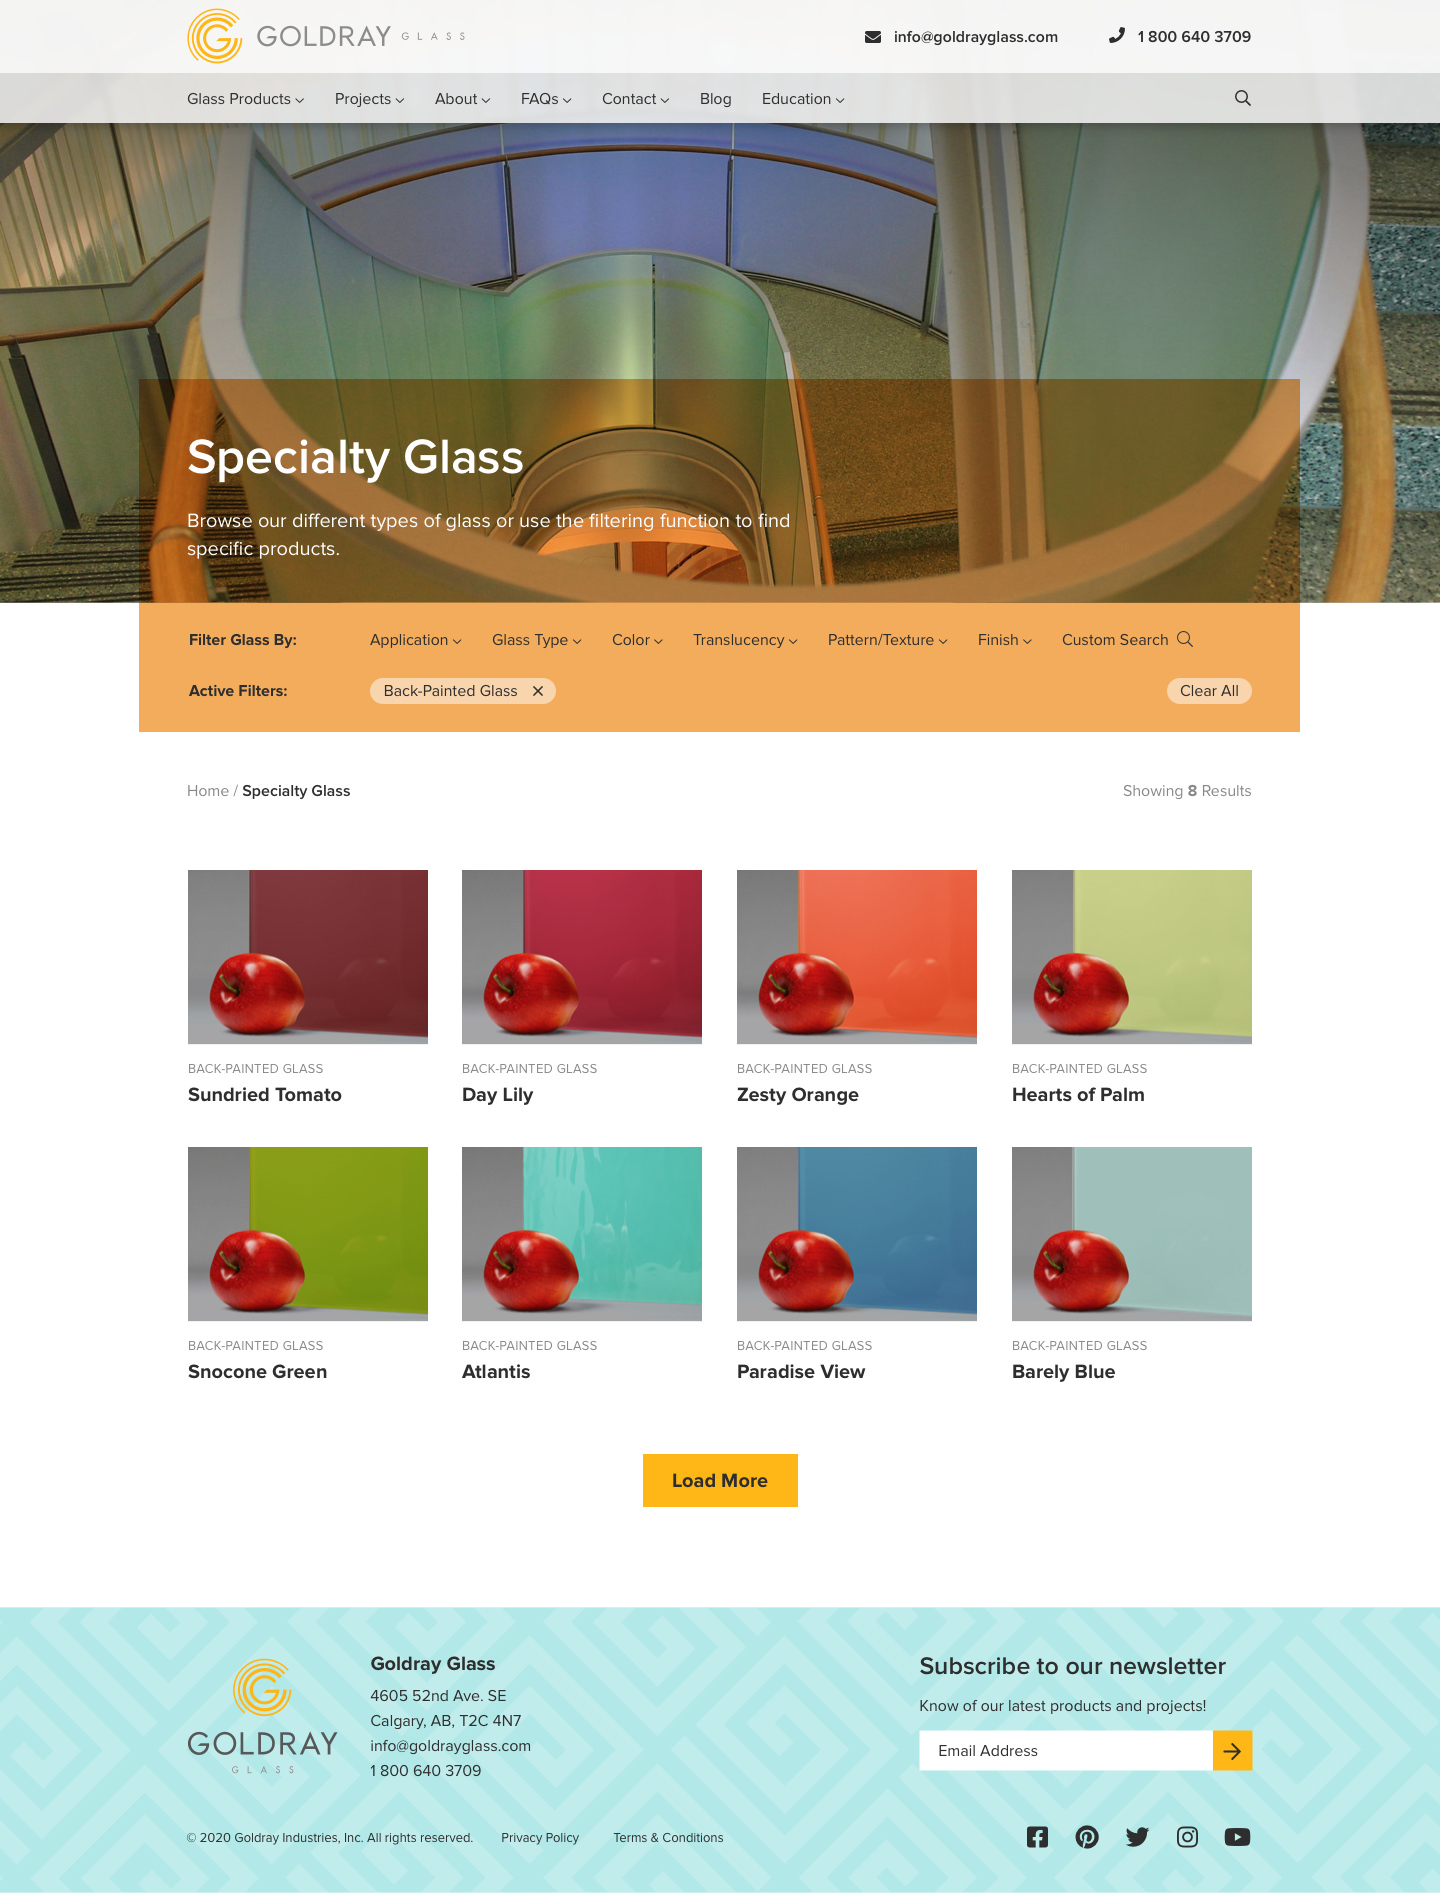 GOLDRAY GLASS
info@goldrayglass.com
1 800 640 3709
Glass Products
Projects
About
FAQs
Contact
Blog
Education
Specialty Glass
Browse our different types of glass or use the filtering function to find
specific products.
Filter Glass By:
Application
Glass Type
Color
Translucency
Pattern/Texture
Finish
Custom Search
Active Filters:
Back-Painted Glass
Clear All
Home / Specialty Glass
Showing 8 Results
BACK-PAINTED GLASS
Sundried Tomato
BACK-PAINTED GLASS
Day Lily
BACK-PAINTED GLASS
Zesty Orange
BACK-PAINTED GLASS
Hearts of Palm
BACK-PAINTED GLASS
Snocone Green
BACK-PAINTED GLASS
Atlantis
BACK-PAINTED GLASS
Paradise View
BACK-PAINTED GLASS
Barely Blue
Load More
GOLDRAY
GLASS
Goldray Glass
4605 52nd Ave. SE
Calgary, AB, T2C 4N7
info@goldrayglass.com
1 800 640 3709
Subscribe to our newsletter
Know of our latest products and projects!
Email Address
© 2020 Goldray Industries, Inc. All rights reserved.
Privacy Policy
Terms & Conditions